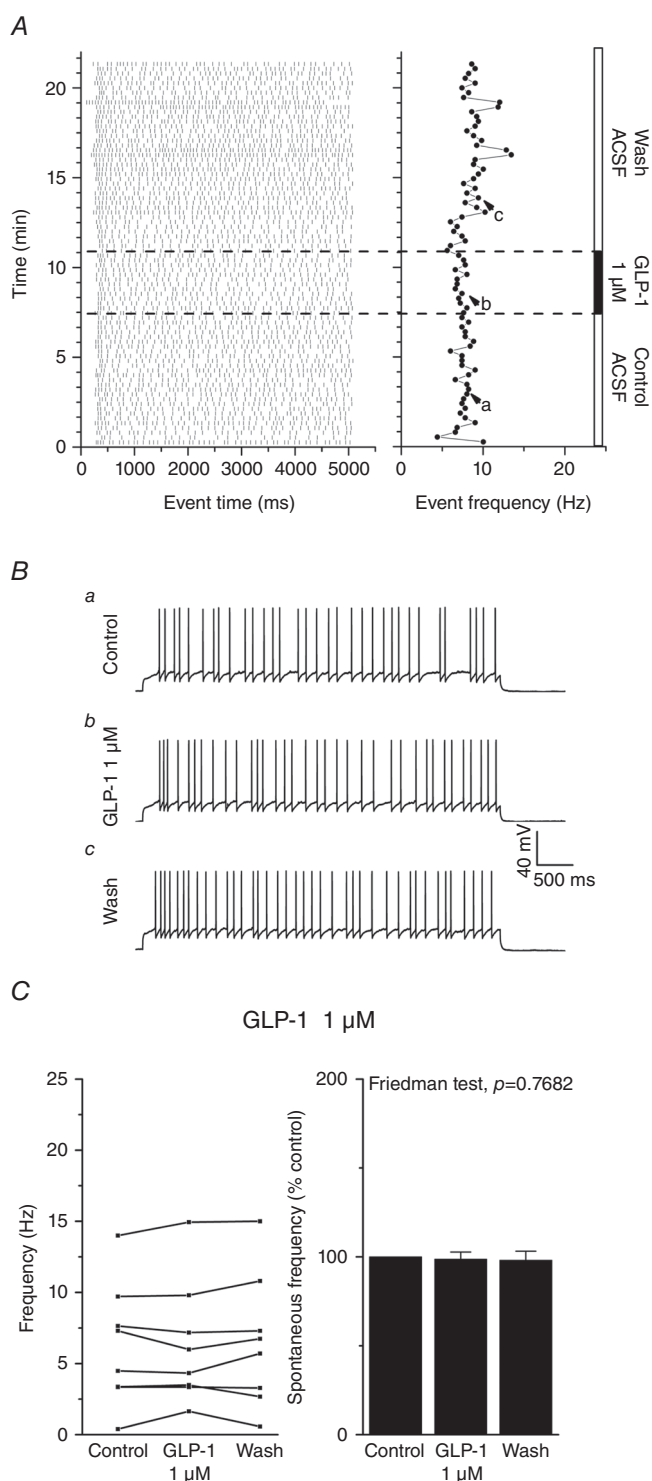 A
20
15
10
5
0
Time (min)
0 1000 2000 3000 4000 5000
Event time (ms)
a
b
c
0 10 20
Event frequency (Hz)
Wash
ACSF
GLP-1
1 µM
Control
ACSF
B
a
Control
b
GLP-1 1 µM
c
Wash
40 mV
500 ms
C
GLP-1 1 µM
25
20
15
10
5
0
Frequency (Hz)
Control GLP-1 Wash
1 µM
Friedman test, p=0.7682
200
100
0
Spontaneous frequency (% control)
Control GLP-1 Wash
1 µM